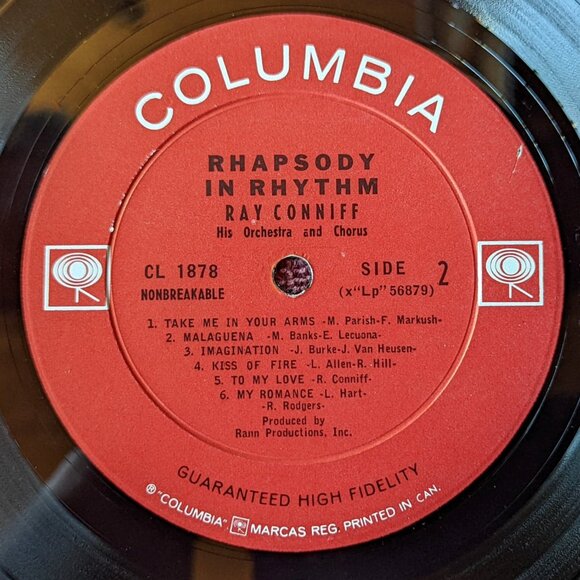 COLUMBIA
RHAPSODY
IN RHYTHM
RAY CONNIFF
His Orchestra and Chorus
CL 1878
NONBREAKABLE
SIDE 2
(x"Lp"56879)
1. TAKE ME IN YOUR ARMS -M. Parish-F. Markush-
2. MALAGUENA -M. Banks-E. Lecuona-
3. IMAGINATION -J. Burke-J. Van Heusen-
4. KISS OF FIRE -L. Allen-R. Hill-
5. TO MY LOVE -R. Conniff-
6. MY ROMANCE -L. Hart-
-R. Rodgers-
Produced by
Rann Productions, Inc.
GUARANTEED HIGH FIDELITY
® "COLUMBIA", MARCAS REG. PRINTED IN CAN.